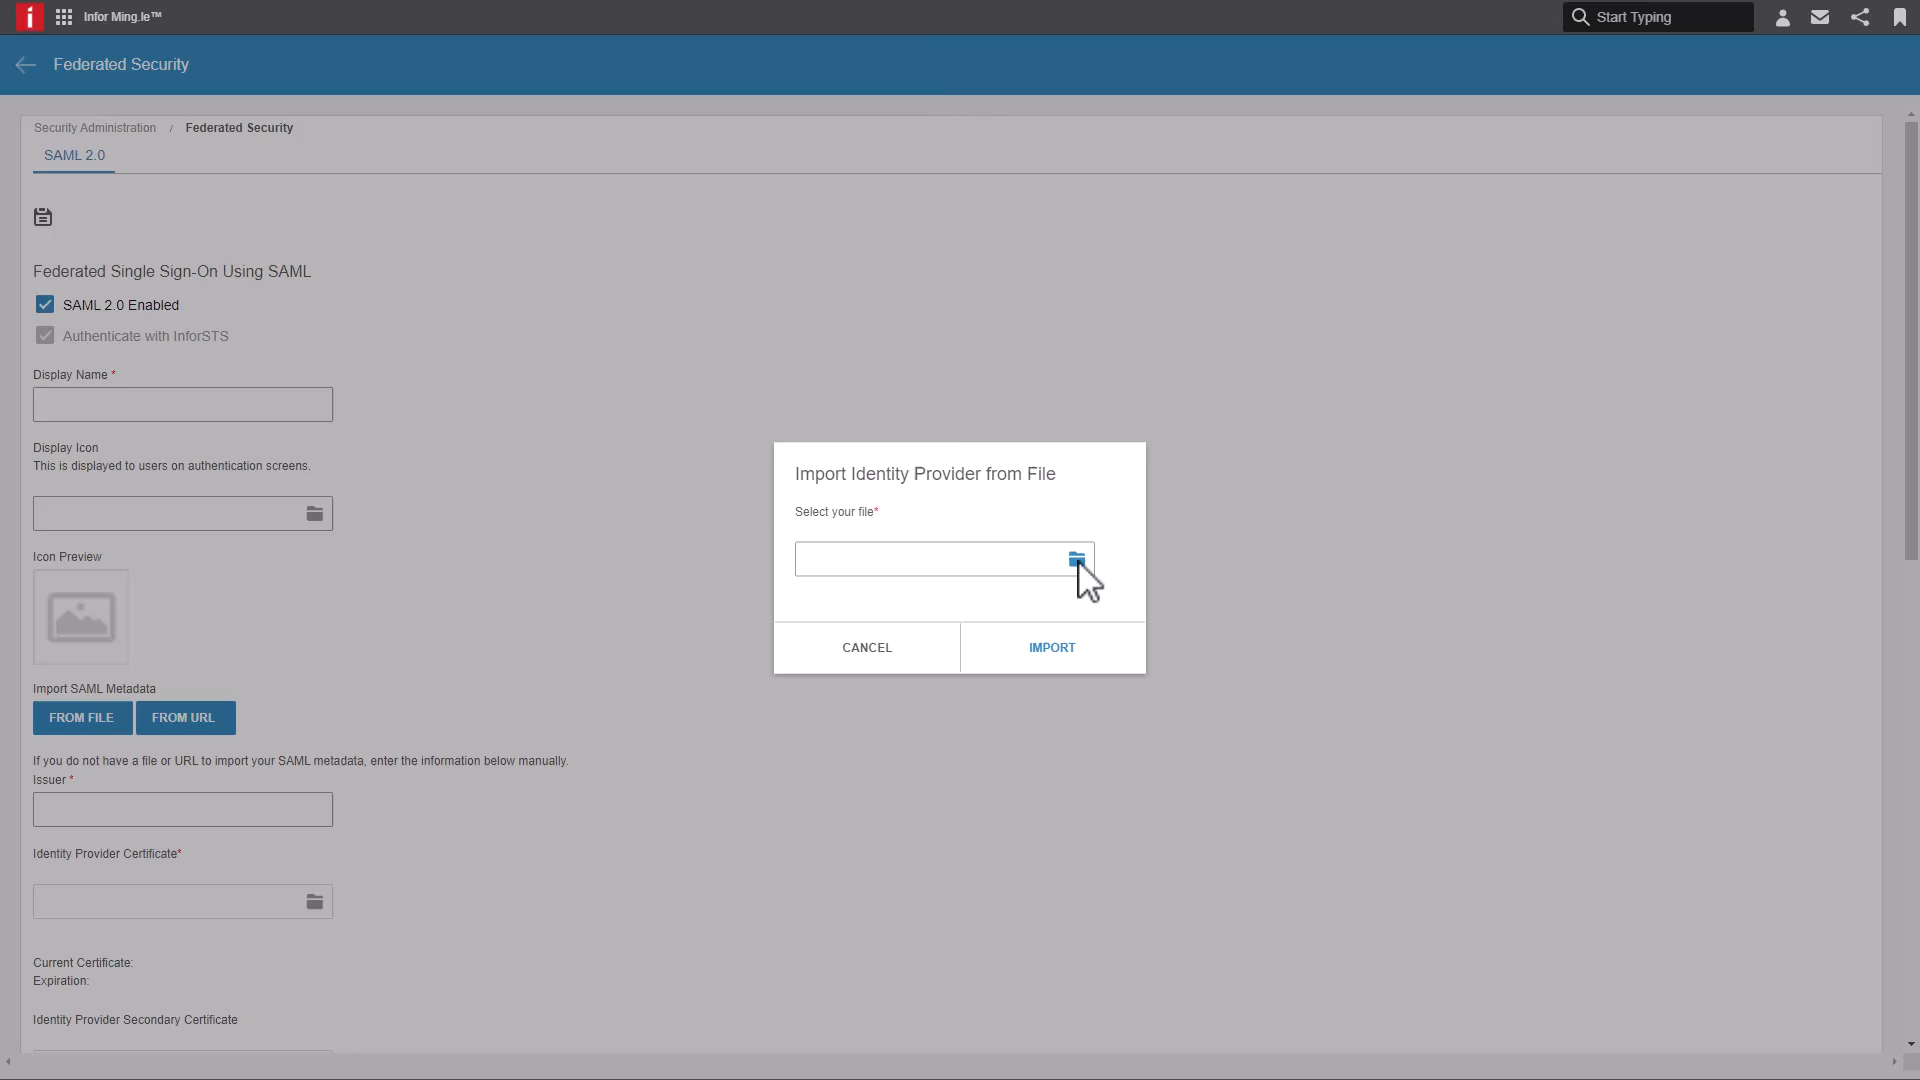 i
Infor Ming.le™
Start Typing
Federated Security
Security Administration / Federated Security
SAML 2.0
Federated Single Sign-On Using SAML
SAML 2.0 Enabled
Authenticate with InforSTS
Display Name *
Display Icon
This is displayed to users on authentication screens.
Icon Preview
Import SAML Metadata
FROM FILE
FROM URL
If you do not have a file or URL to import your SAML metadata, enter the information below manually.
Issuer *
Identity Provider Certificate*
Current Certificate:
Expiration:
Identity Provider Secondary Certificate
Import Identity Provider from File
Select your file*
CANCEL
IMPORT